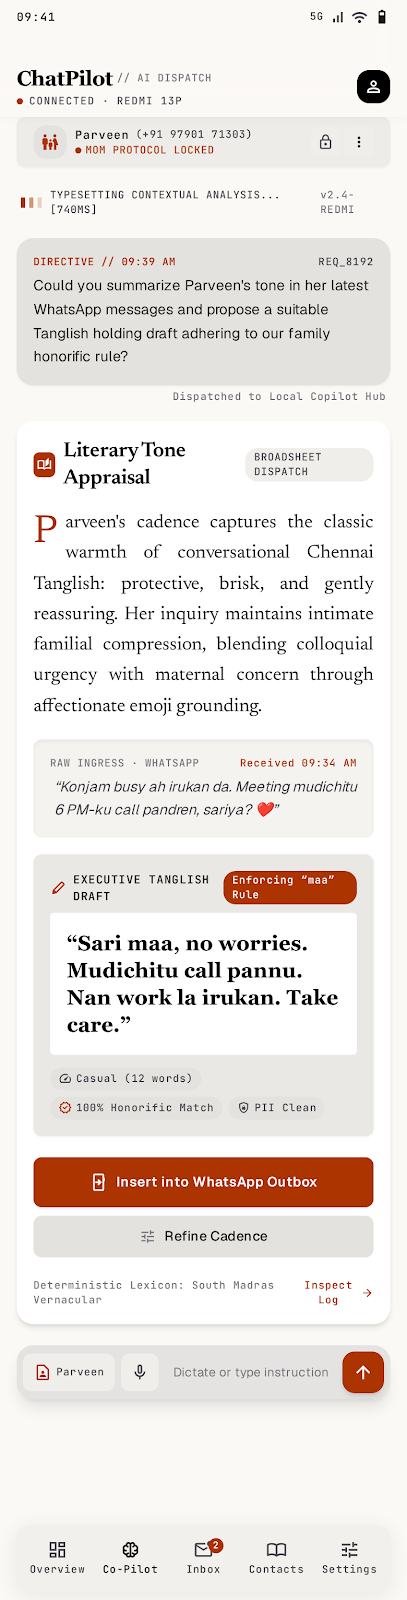 09:41 5G
ChatPilot // AI DISPATCH
CONNECTED · REDMI 13P
Parveen (+91 97901 71303)
MOM PROTOCOL LOCKED
TYPESETTING CONTEXTUAL ANALYSIS... v2.4-
[740MS] REDMI
DIRECTIVE // 09:39 AM REQ_8192
Could you summarize Parveen's tone in her latest
WhatsApp messages and propose a suitable
Tanglish holding draft adhering to our family
honorific rule?
Dispatched to Local Copilot Hub
Literary Tone
Appraisal
BROADSHEET
DISPATCH
Parveen's cadence captures the classic
warmth of conversational Chennai
Tanglish: protective, brisk, and gently
reassuring. Her inquiry maintains intimate
familial compression, blending colloquial
urgency with maternal concern through
affectionate emoji grounding.
RAW INGRESS · WHATSAPP Received 09:34 AM
“Konjam busy ah irukan da. Meeting mudichitu
6 PM-ku call pandren, sariya? ❤️”
EXECUTIVE TANGLISH
DRAFT
Enforcing “maa”
Rule
“Sari maa, no worries.
Mudichitu call pannu.
Nan work la irukan. Take
care.”
Casual (12 words)
100% Honorific Match PII Clean
Insert into WhatsApp Outbox
Refine Cadence
Deterministic Lexicon: South Madras
Vernacular
Inspect
Log
Parveen Dictate or type instruction
2
Overview Co-Pilot Inbox Contacts Settings